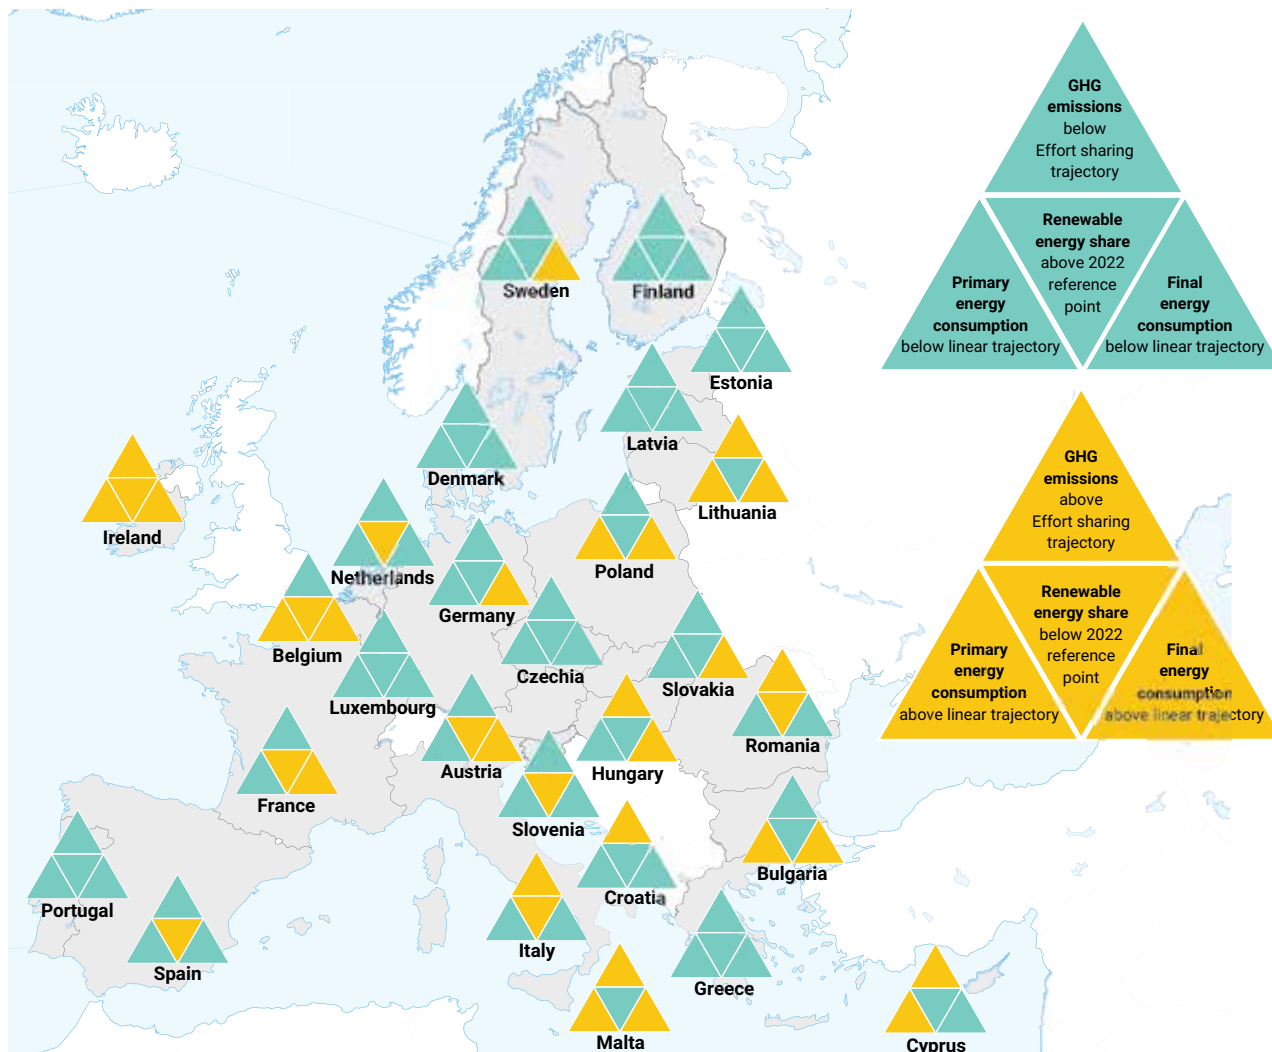 GHG
emissions
below
Effort sharing
trajectory
Renewable
energy share
above 2022
reference
point
Primary
energy
consumption
below linear trajectory
Final
energy
consumption
below linear trajectory
GHG
emissions
above
Effort sharing
trajectory
Renewable
energy share
below 2022
reference
point
Primary
energy
consumption
above linear trajectory
Final
energy
consumption
above linear trajectory
Sweden
Finland
Estonia
Latvia
Denmark
Lithuania
Ireland
Netherlands
Poland
Germany
Belgium
Czechia
Slovakia
Luxembourg
Romania
Austria
Hungary
France
Slovenia
Bulgaria
Croatia
Portugal
Italy
Spain
Greece
Malta
Cyprus